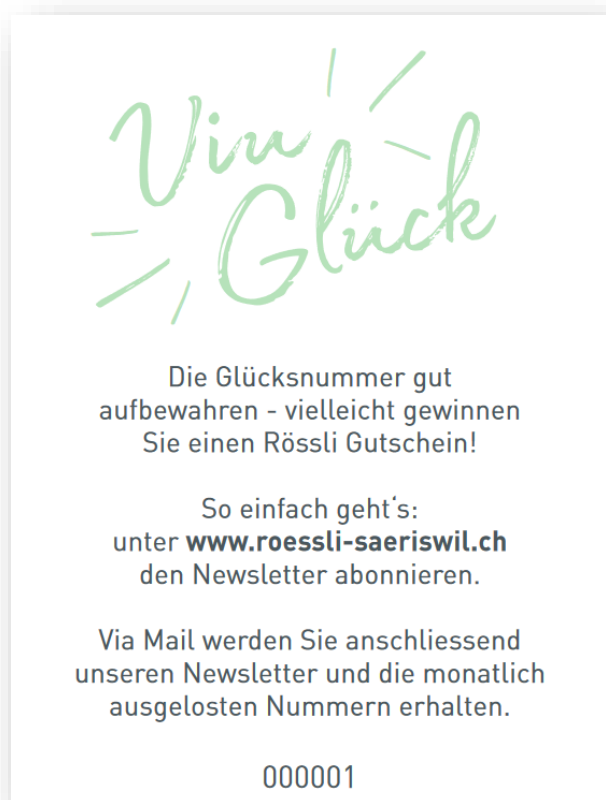 Viu
Glück
Die Glücksnummer gut
aufbewahren - vielleicht gewinnen
Sie einen Rössli Gutschein!
So einfach geht‘s:
unter www.roessli-saeriswil.ch
den Newsletter abonnieren.
Via Mail werden Sie anschliessend
unseren Newsletter und die monatlich
ausgelosten Nummern erhalten.
000001